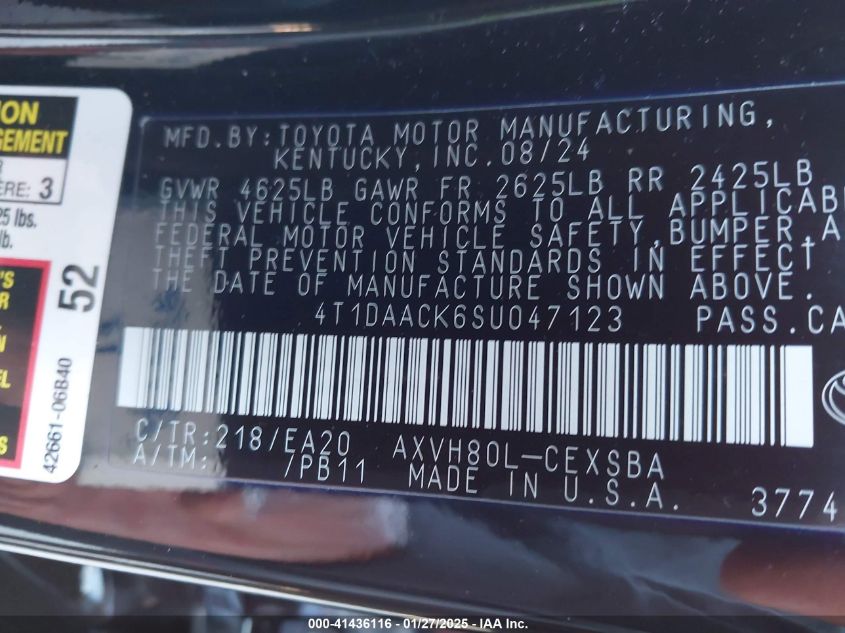 MFD.BY:TOYOTA MOTOR MANUFACTURING,
KENTUCKY,INC.08/24
GVWR 4625LB GAWR FR 2625LB RR 2425LB
THIS VEHICLE CONFORMS TO ALL APPLICAB
FEDERAL MOTOR VEHICLE SAFETY,BUMPER,A
THEFT PREVENTION STANDARDS IN EFFECT
THE DATE OF MANUFACTURE SHOWN ABOVE.
4T1DAACK6SU047123 PASS.CA
C/TR:218/EA20 AXVH80L-CEXSBA
A/TM: /PB11 MADE IN U.S.A.
3774
ION
GEMENT
ERE: 3
25 lbs.
lb.
'S
R
N
EL
S
52
42661-06B40
00-41436116 - 01/27/2025 - IAA Inc.